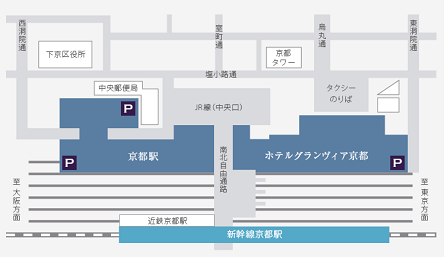 西洞院通
室町通
烏丸通
東洞院通
下京区役所
京都
タワー
塩小路通
中央郵便局
タクシー
のりば
P
JR線(中央口)
京都駅
南北自由通路
ホテルグランヴィア京都
P
P
至大阪方面
至東京方面
近鉄京都駅
新幹線京都駅